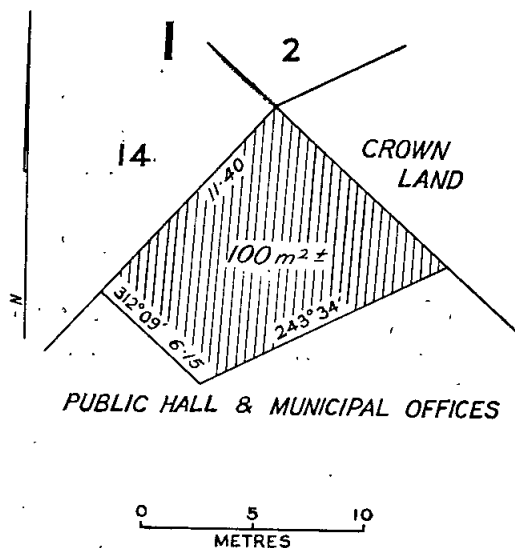 1
2
14
CROWN
LAND
11·40
100 m² ±
312° 09' 6·15
243° 34'
N
PUBLIC HALL & MUNICIPAL OFFICES
0 5 10
METRES